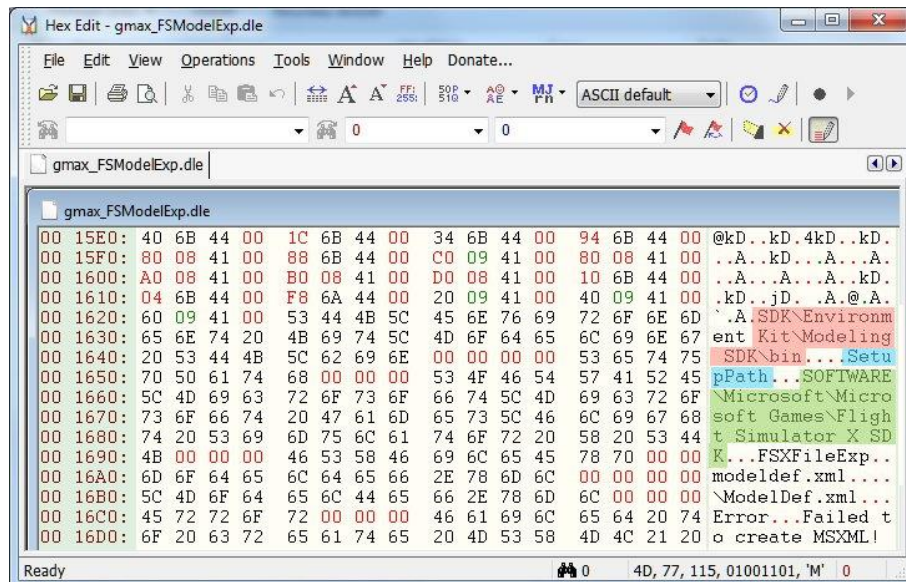 Hex Edit - gmax_FSModelExp.dle
File Edit View Operations Tools Window Help Donate...
ASCII default
0 0
gmax_FSModelExp.dle
gmax_FSModelExp.dle
00 15E0: 40 6B 44 00 1C 6B 44 00 34 6B 44 00 94 6B 44 00 @kD..kD.4kD..kD.
00 15F0: 80 08 41 00 88 6B 44 00 C0 09 41 00 80 08 41 00 ..A..kD...A...A.
00 1600: A0 08 41 00 B0 08 41 00 D0 08 41 00 10 6B 44 00 ..A...A...A..kD.
00 1610: 04 6B 44 00 F8 6A 44 00 20 09 41 00 40 09 41 00 .kD..jD. .A.@.A.
00 1620: 60 09 41 00 53 44 4B 5C 45 6E 76 69 72 6F 6E 6D `.A.SDK\Environm
00 1630: 65 6E 74 20 4B 69 74 5C 4D 6F 64 65 6C 69 6E 67 ent Kit\Modeling
00 1640: 20 53 44 4B 5C 62 69 6E 00 00 00 00 53 65 74 75 SDK\bin....Setu
00 1650: 70 50 61 74 68 00 00 00 53 4F 46 54 57 41 52 45 pPath...SOFTWARE
00 1660: 5C 4D 69 63 72 6F 73 6F 66 74 5C 4D 69 63 72 6F \Microsoft\Micro
00 1670: 73 6F 66 74 20 47 61 6D 65 73 5C 46 6C 69 67 68 soft Games\Fligh
00 1680: 74 20 53 69 6D 75 6C 61 74 6F 72 20 58 20 53 44 t Simulator X SD
00 1690: 4B 00 00 00 46 53 58 46 69 6C 65 45 78 70 00 00 K...FSXFileExp..
00 16A0: 6D 6F 64 65 6C 64 65 66 2E 78 6D 6C 00 00 00 00 modeldef.xml....
00 16B0: 5C 4D 6F 64 65 6C 44 65 66 2E 78 6D 6C 00 00 00 \ModelDef.xml...
00 16C0: 45 72 72 6F 72 00 00 00 46 61 69 6C 65 64 20 74 Error...Failed t
00 16D0: 6F 20 63 72 65 61 74 65 20 4D 53 58 4D 4C 21 20 o create MSXML!
Ready 0 4D, 77, 115, 01001101, 'M' 0